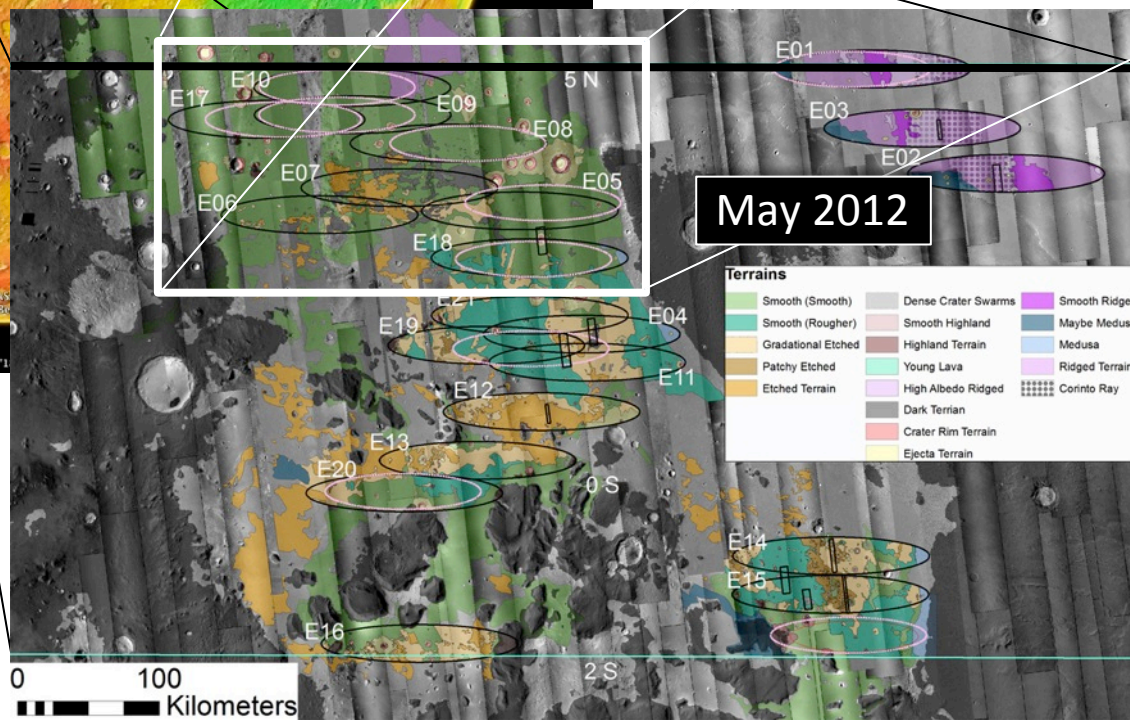 E01
5 N
E10
E17
E09
E03
E08
E02
E07
E05
E06
May 2012
E18
Terrains
Smooth (Smooth)
Smooth (Rougher)
Gradational Etched
Patchy Etched
Etched Terrain
Dense Crater Swarms
Smooth Highland
Highland Terrain
Young Lava
High Albedo Ridged
Dark Terrian
Crater Rim Terrain
Ejecta Terrain
Smooth Ridge
Maybe Medus
Medusa
Ridged Terrain
Corinto Ray
E21
E19
E04
E11
E12
E13
E20
0 S
E14
E15
E16
2 S
0 100
Kilometers